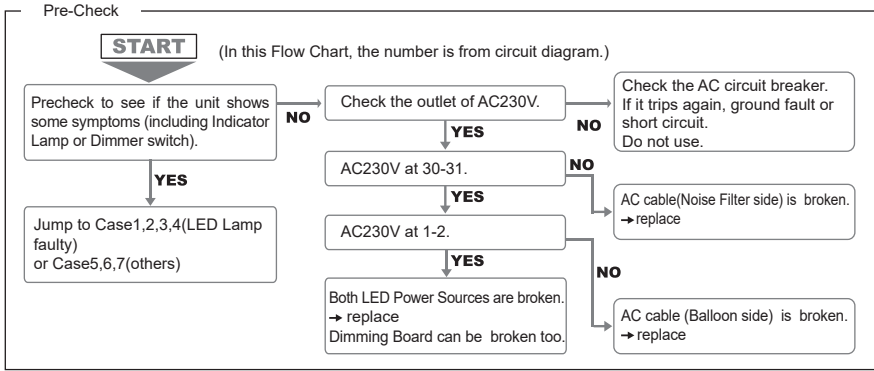 Pre-Check
START
(In this Flow Chart, the number is from circuit diagram.)
Precheck to see if the unit shows
some symptoms (including Indicator
Lamp or Dimmer switch).
NO
Check the outlet of AC230V.
NO
Check the AC circuit breaker.
If it trips again, ground fault or
short circuit.
Do not use.
YES
YES
AC230V at 30-31.
NO
AC cable(Noise Filter side) is broken.
→ replace
YES
Jump to Case1,2,3,4(LED Lamp
faulty)
or Case5,6,7(others)
AC230V at 1-2.
NO
AC cable (Balloon side) is broken.
→ replace
YES
Both LED Power Sources are broken.
→ replace
Dimming Board can be broken too.